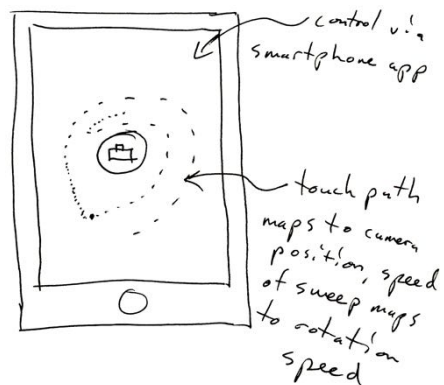 control via
smartphone app
touch path
maps to camera
position, speed
of sweep maps
to rotation
speed